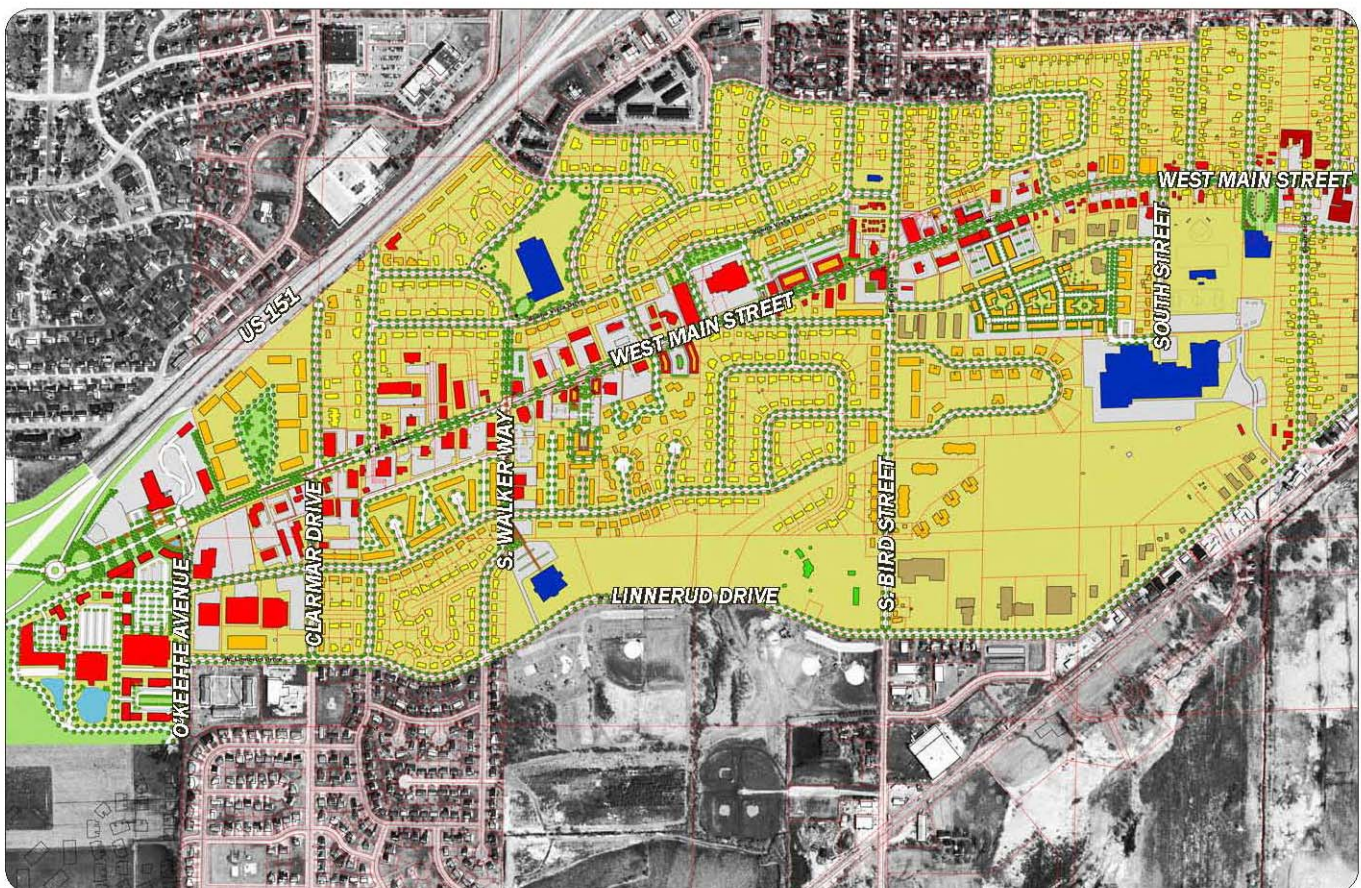 WEST MAIN STREET
SOUTH STREET
US 151
WEST MAIN STREET
S. WALKER WAY
CLARMAR DRIVE
S. BIRD STREET
LINNERUD DRIVE
O'KEEFFE AVENUE